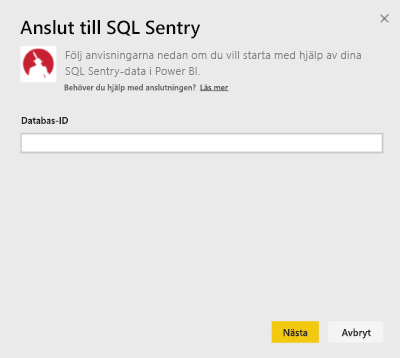 Anslut till SQL Sentry
Följ anvisningarna nedan om du vill starta med hjälp av dina
SQL Sentry-data i Power BI.
Behöver du hjälp med anslutningen? Läs mer
Databas-ID
Nästa Avbryt